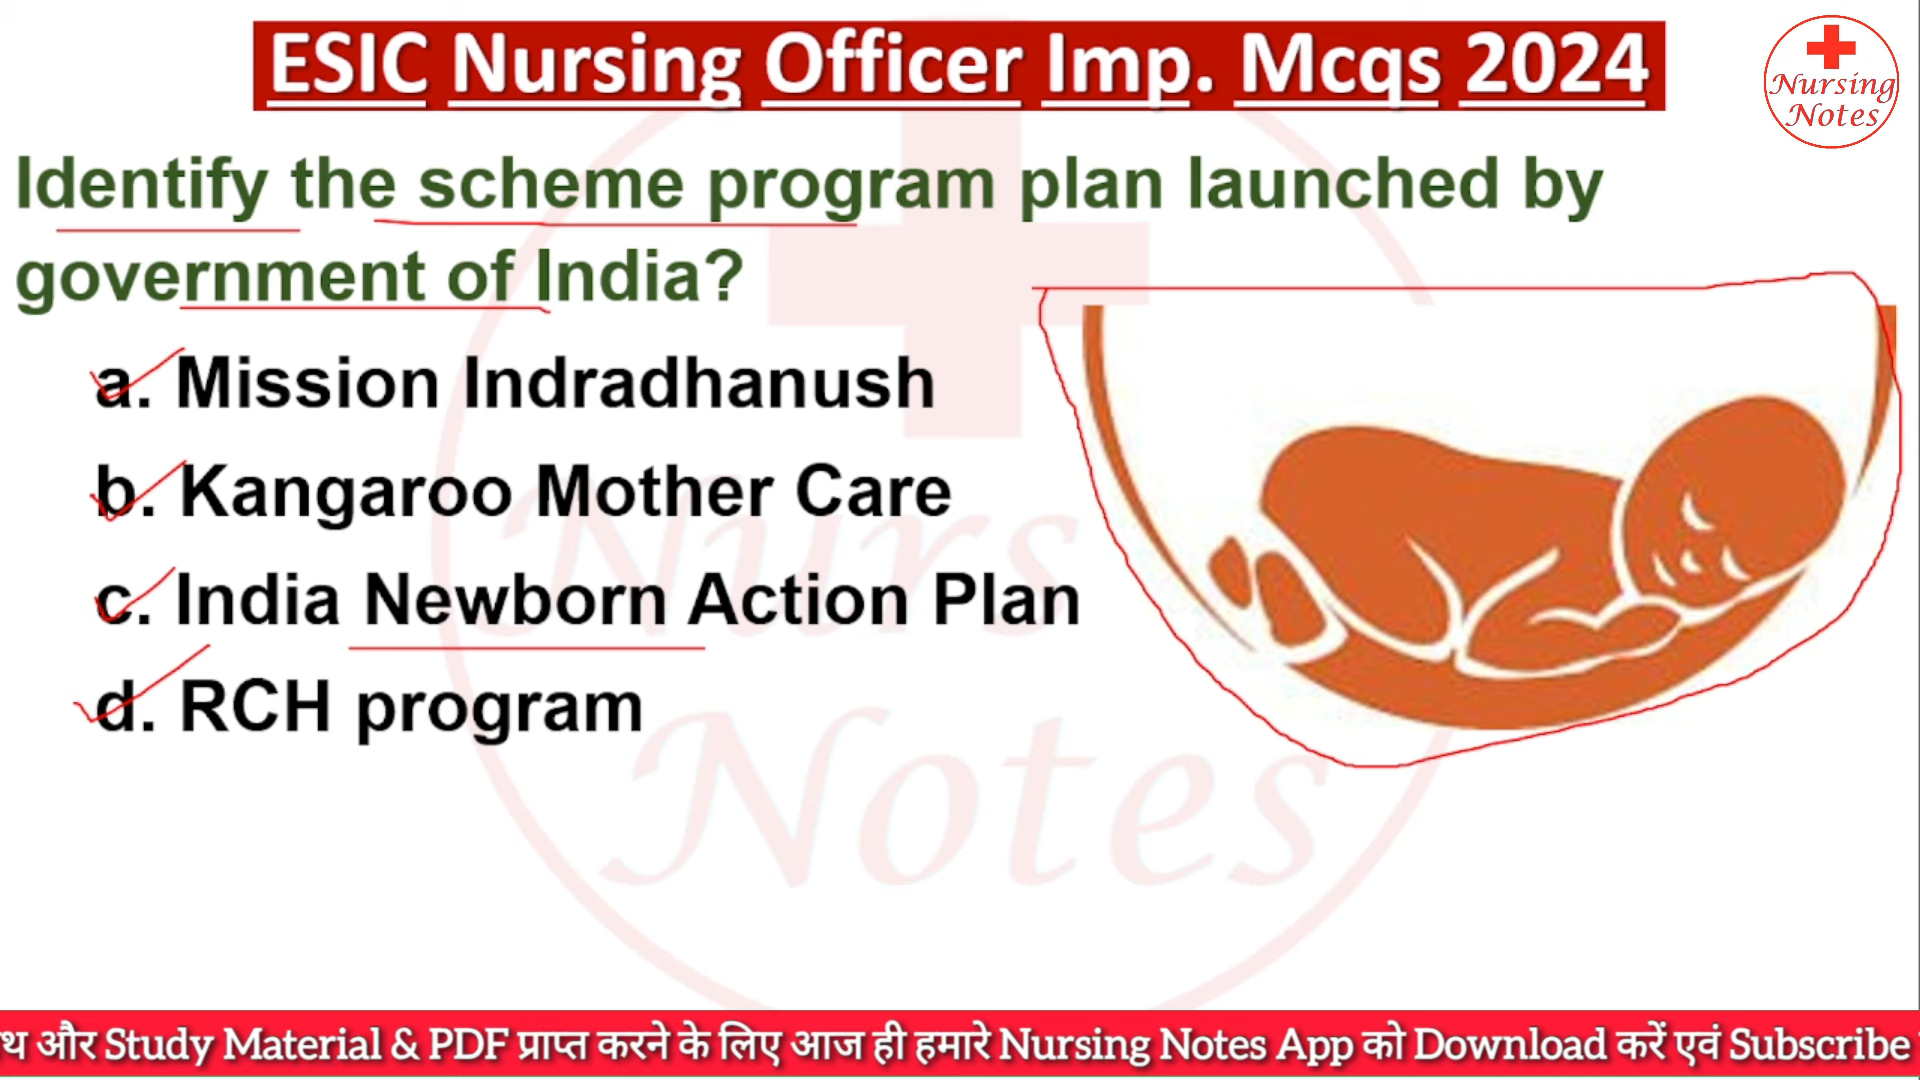 ESIC Nursing Officer Imp. Mcqs 2024
Nursing
Notes
Identify the scheme program plan launched by
government of India?
a. Mission Indradhanush
b. Kangaroo Mother Care
c. India Newborn Action Plan
d. RCH program
Nurs
Notes
और Study Material & PDF प्राप्त करने के लिए आज ही हमारे Nursing Notes App को Download करें एवं Subscribe